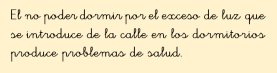 El no poder dormir por el exceso de luz que
se introduce de la calle en los dormitorios
produce problemas de salud.